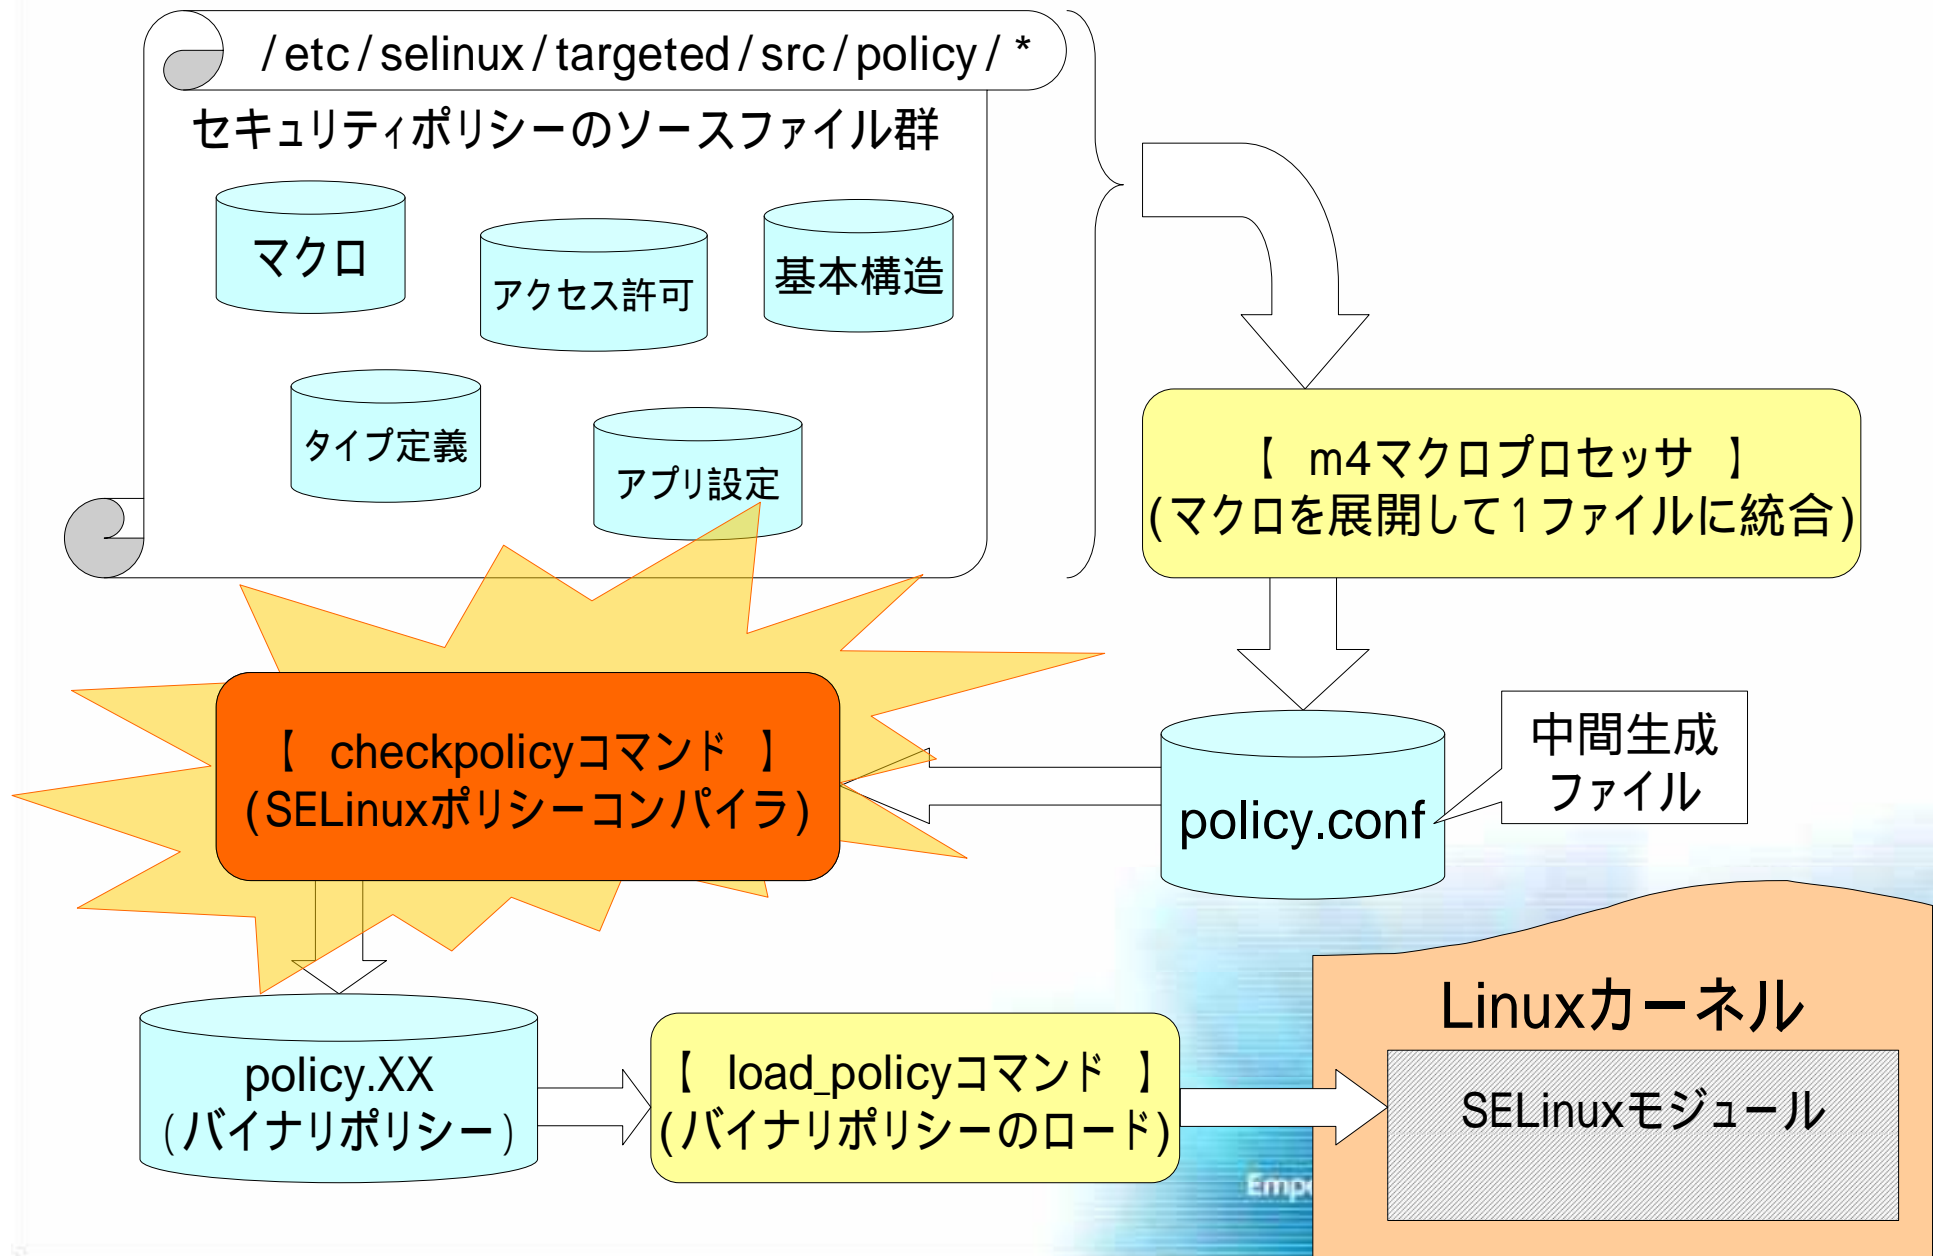 /etc/selinux/targeted/src/policy/*
セキュリティポリシーのソースファイル群
マクロ
アクセス許可
基本構造
タイプ定義
アプリ設定
【 m4マクロプロセッサ 】
(マクロを展開して1ファイルに統合)
中間生成
ファイル
policy.conf
【 checkpolicyコマンド 】
(SELinuxポリシーコンパイラ)
policy.XX
(バイナリポリシー)
【 load_policyコマンド 】
(バイナリポリシーのロード)
Linuxカーネル
SELinuxモジュール